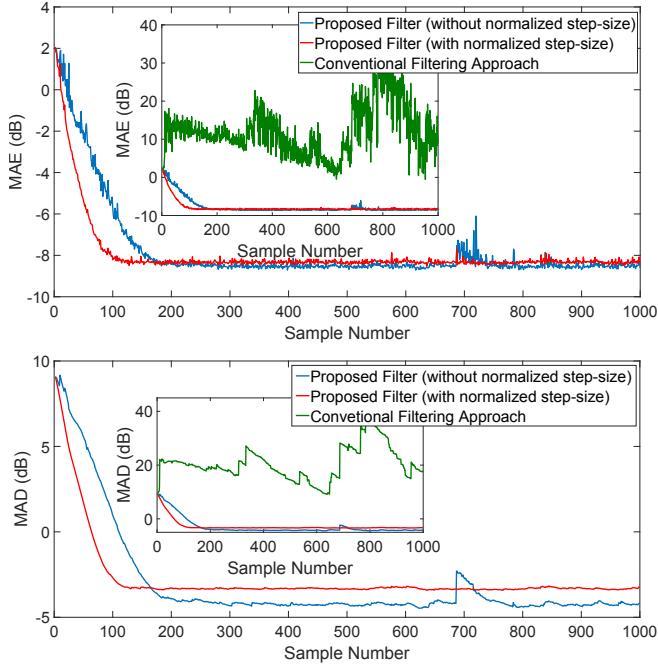 4
2
0
-2
-4
-6
-8
-10
MAE (dB)
0 100 200 300 400 500 600 700 800 900 1000
Sample Number
Proposed Filter (without normalized step-size)
Proposed Filter (with normalized step-size)
Conventional Filtering Approach
40
30
20
10
0
-10
MAE (dB)
0 200 400 600 800 1000
Sample Number
10
5
0
-5
MAD (dB)
0 100 200 300 400 500 600 700 800 900 1000
Sample Number
Proposed Filter (without normalized step-size)
Proposed Filter (with normalized step-size)
Convetional Filtering Approach
40
20
0
MAD (dB)
0 200 400 600 800 1000
Sample Number